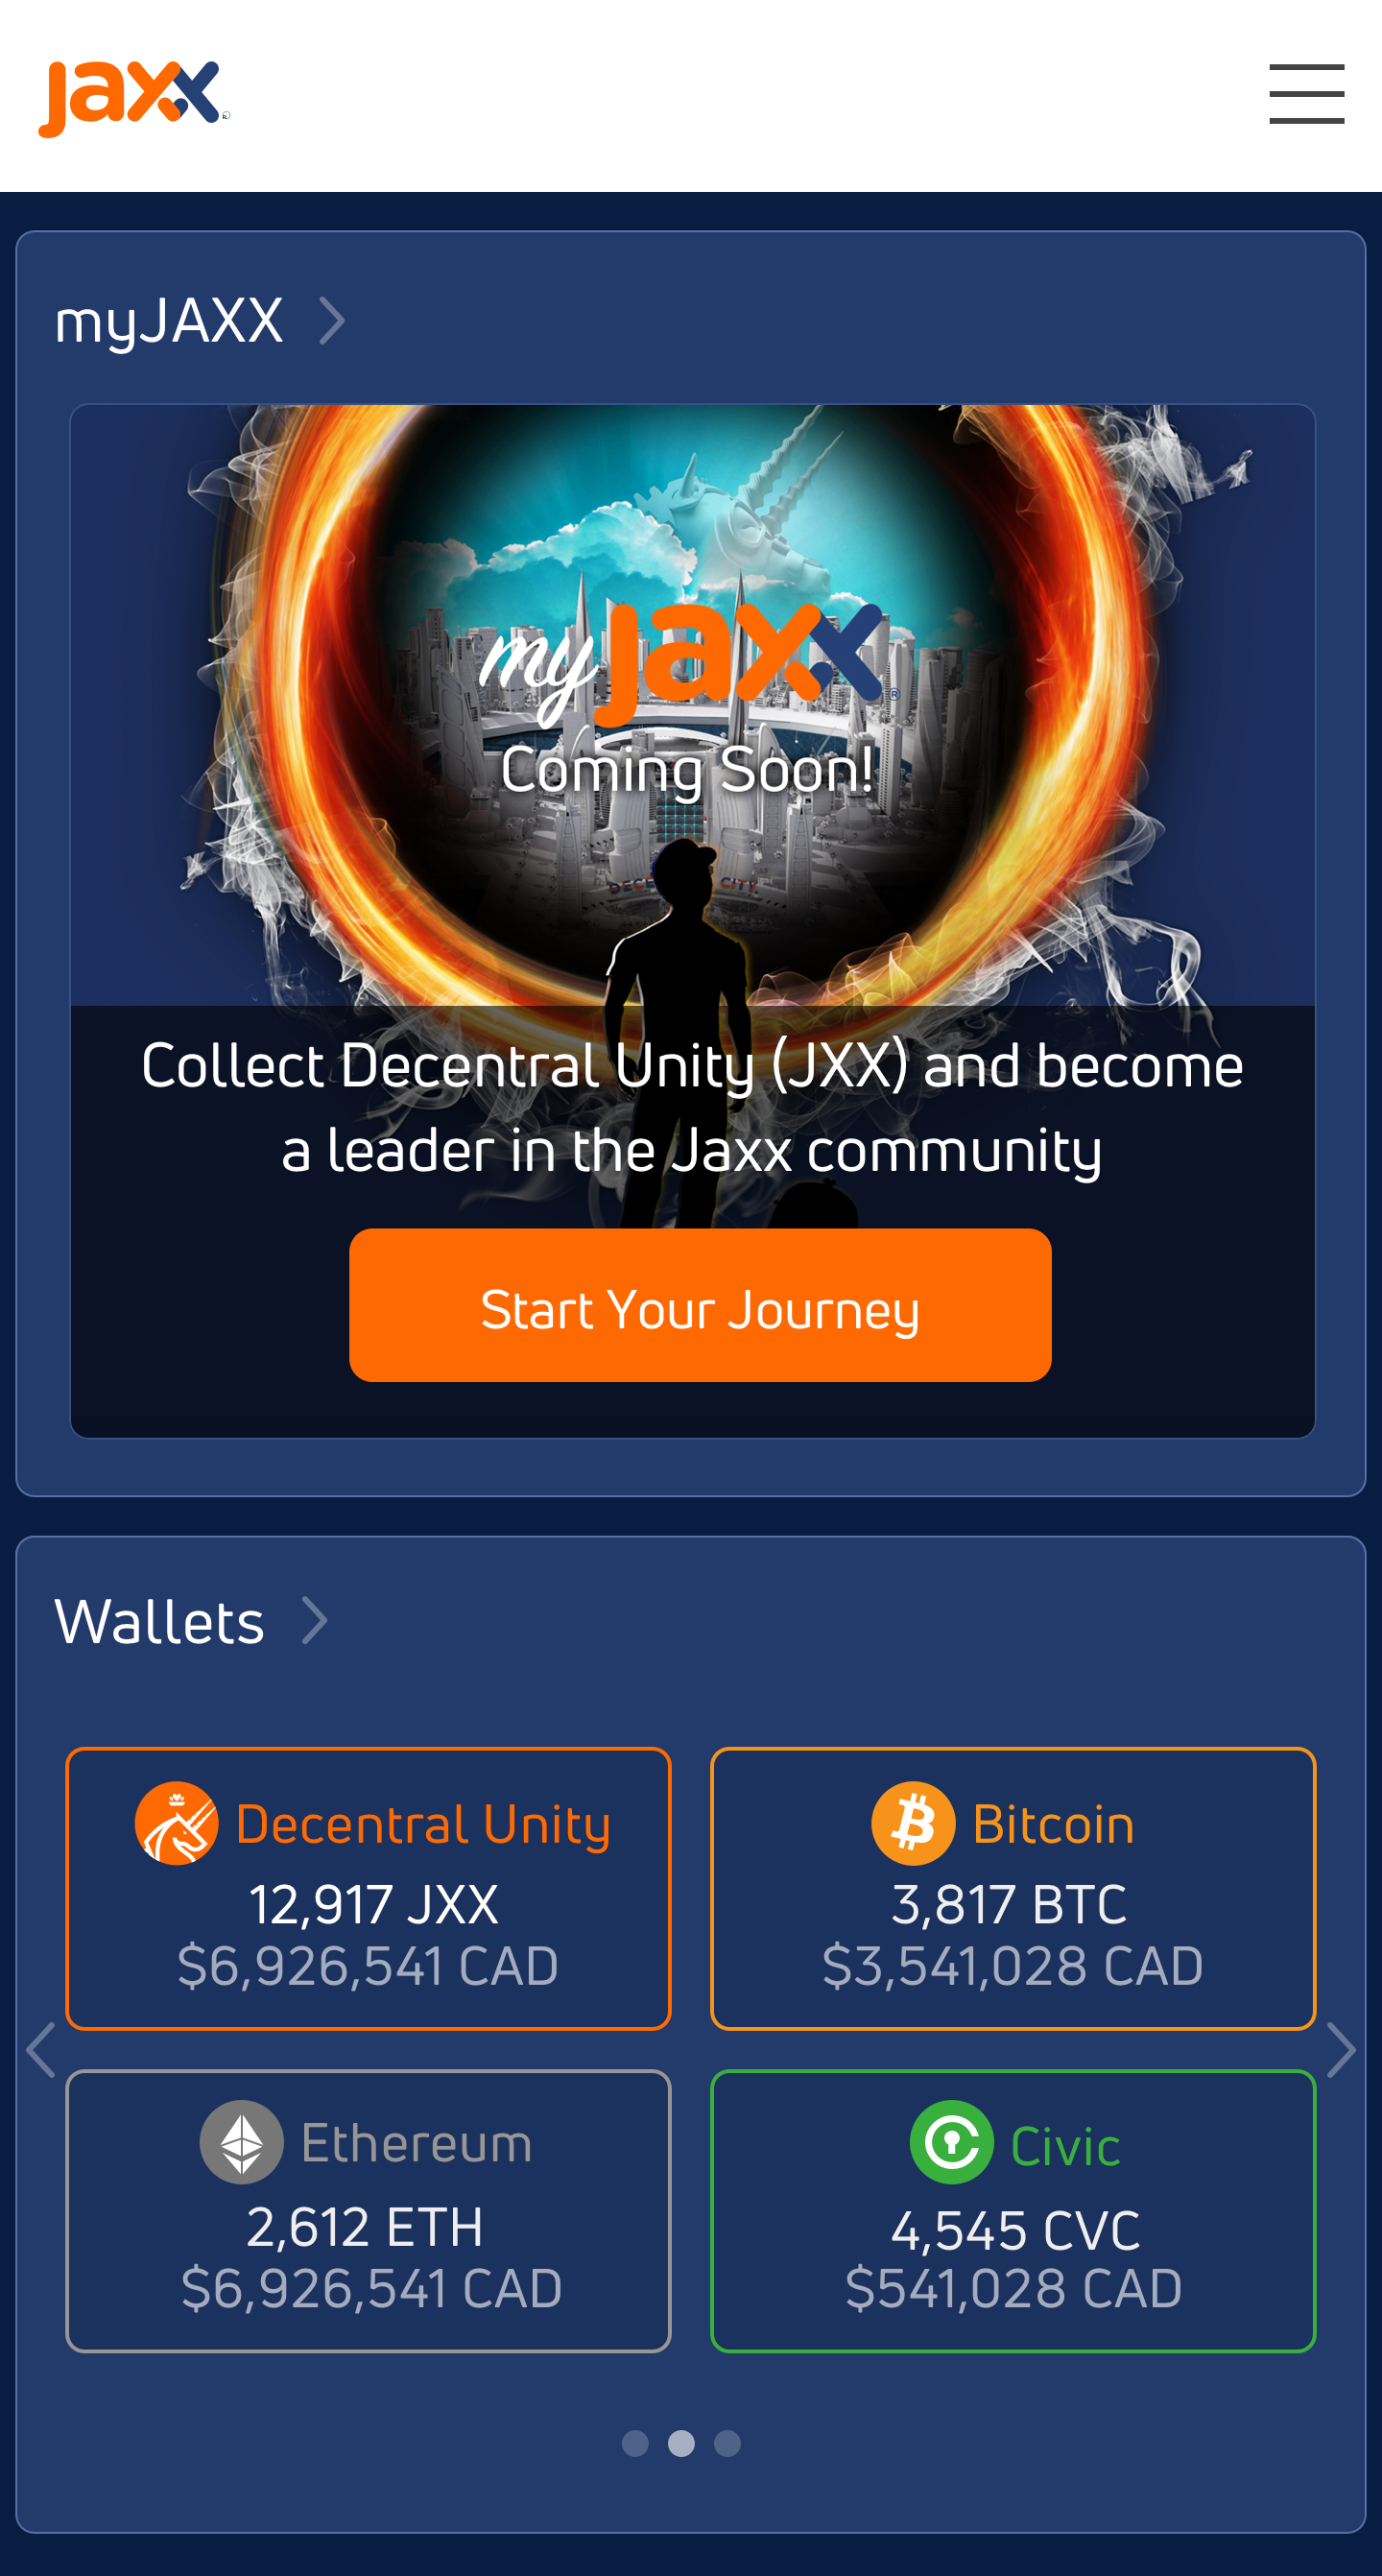 jaxx
myJAXX
my jaxx ®
Coming Soon!
Collect Decentral Unity (JXX) and become
a leader in the Jaxx community
Start Your Journey
Wallets
Decentral Unity
12,917 JXX
$6,926,541 CAD
Bitcoin
3,817 BTC
$3,541,028 CAD
Ethereum
2,612 ETH
$6,926,541 CAD
Civic
4,545 CVC
$541,028 CAD